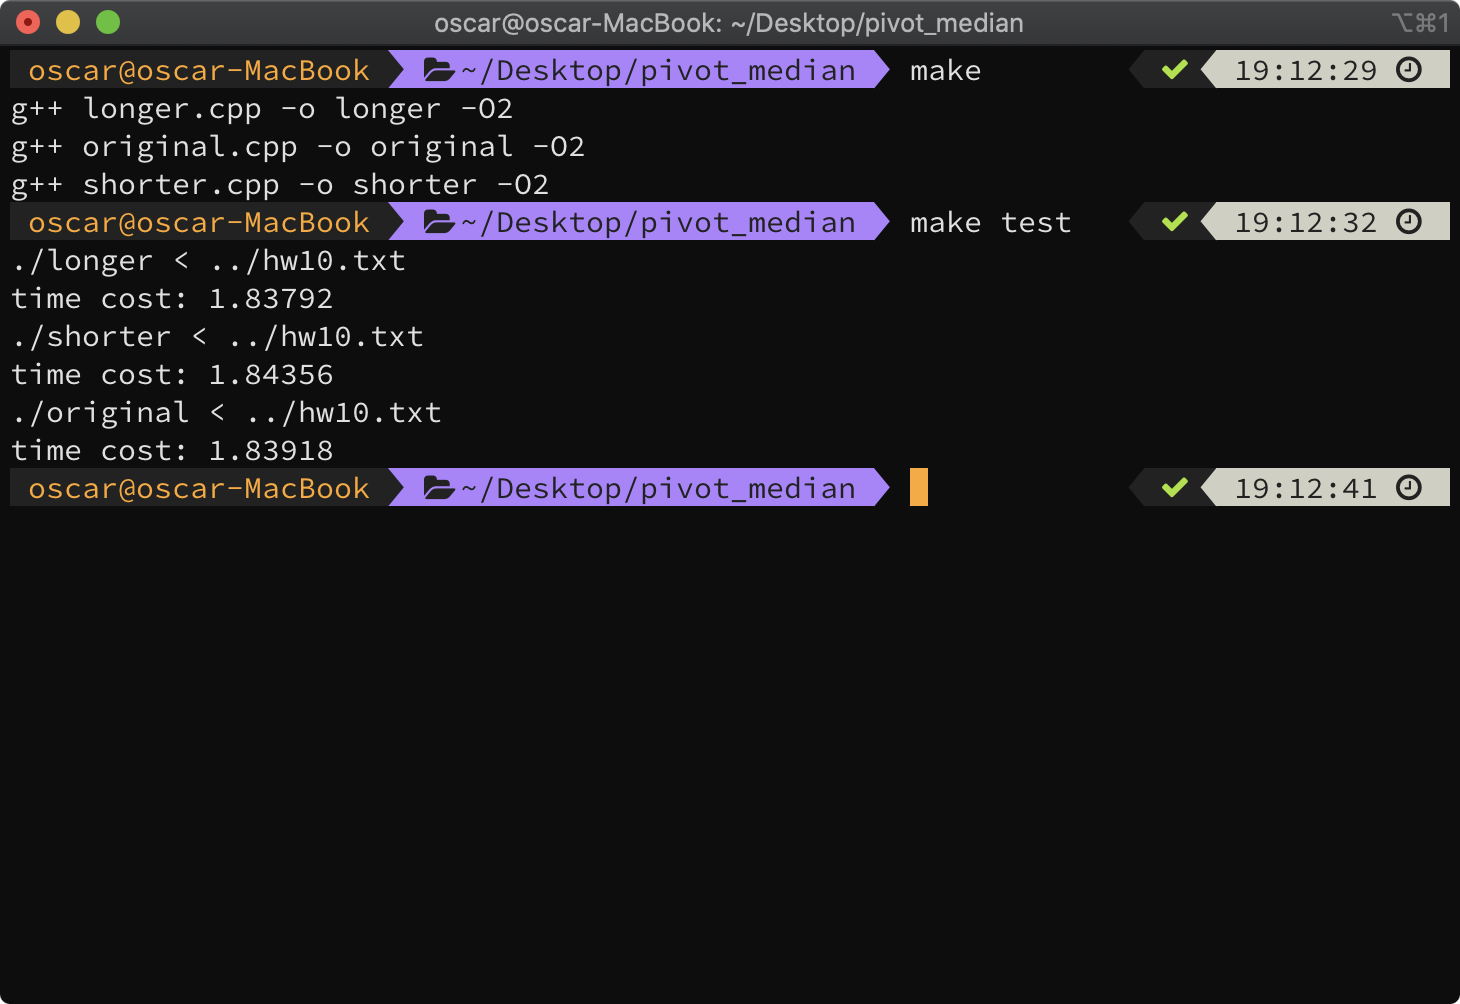 oscar@oscar-MacBook: ~/Desktop/pivot_median ⌥⌘1
oscar@oscar-MacBook ~/Desktop/pivot_median make 19:12:29
g++ longer.cpp -o longer -O2
g++ original.cpp -o original -O2
g++ shorter.cpp -o shorter -O2
oscar@oscar-MacBook ~/Desktop/pivot_median make test 19:12:32
./longer < ../hw10.txt
time cost: 1.83792
./shorter < ../hw10.txt
time cost: 1.84356
./original < ../hw10.txt
time cost: 1.83918
oscar@oscar-MacBook ~/Desktop/pivot_median 19:12:41